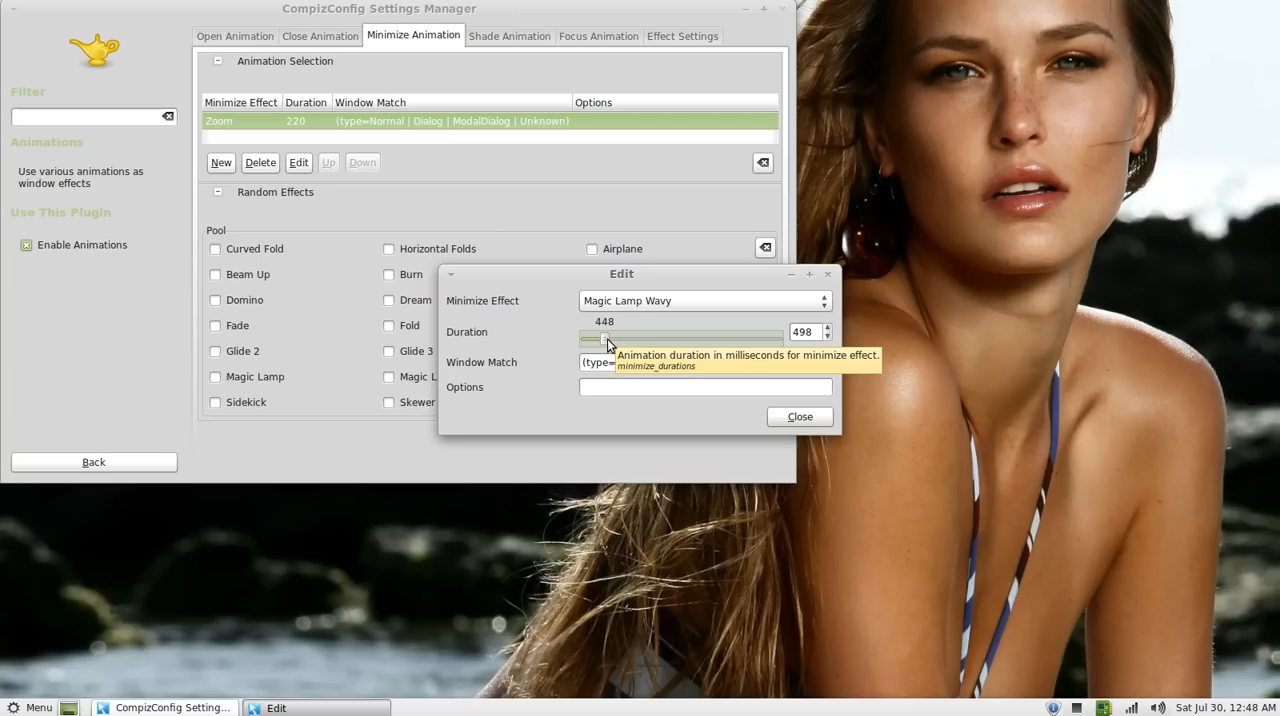 CompizConfig Settings Manager
Open Animation
Close Animation
Minimize Animation
Shade Animation
Focus Animation
Effect Settings
Filter
Animations
Use various animations as
window effects
Use This Plugin
Enable Animations
Back
Animation Selection
Minimize Effect Duration Window Match Options
Zoom 220 (type=Normal | Dialog | ModalDialog | Unknown)
New Delete Edit Up Down
Random Effects
Pool
Curved Fold Horizontal Folds Airplane
Beam Up Burn
Domino Dream
Fade Fold
Glide 2 Glide 3
Magic Lamp Magic L
Sidekick Skewer
Edit
Minimize Effect Magic Lamp Wavy
448
Duration 498
Animation duration in milliseconds for minimize effect.
minimize_durations
Window Match (type=
Options
Close
Menu CompizConfig Setting... Edit Sat Jul 30, 12:48 AM